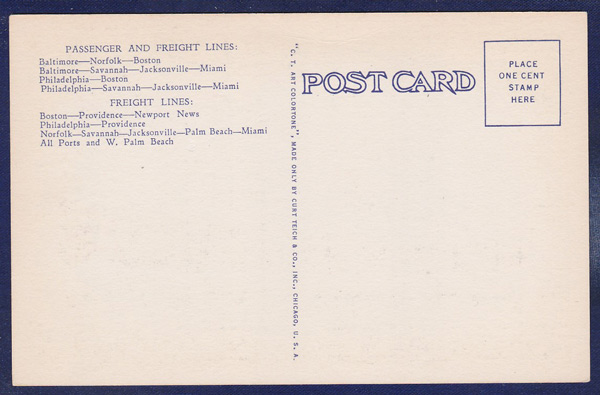 PASSENGER AND FREIGHT LINES:
Baltimore—Norfolk—Boston
Baltimore—Savannah—Jacksonville—Miami
Philadelphia—Boston
Philadelphia—Savannah—Jacksonville—Miami
FREIGHT LINES:
Boston—Providence—Newport News
Philadelphia—Providence
Norfolk—Savannah—Jacksonville—Palm Beach—Miami
All Ports and W. Palm Beach
"C. T. ART COLORTONE", MADE ONLY BY CURT TEICH & CO., INC., CHICAGO, U. S. A.
POST CARD
PLACE
ONE CENT
STAMP
HERE